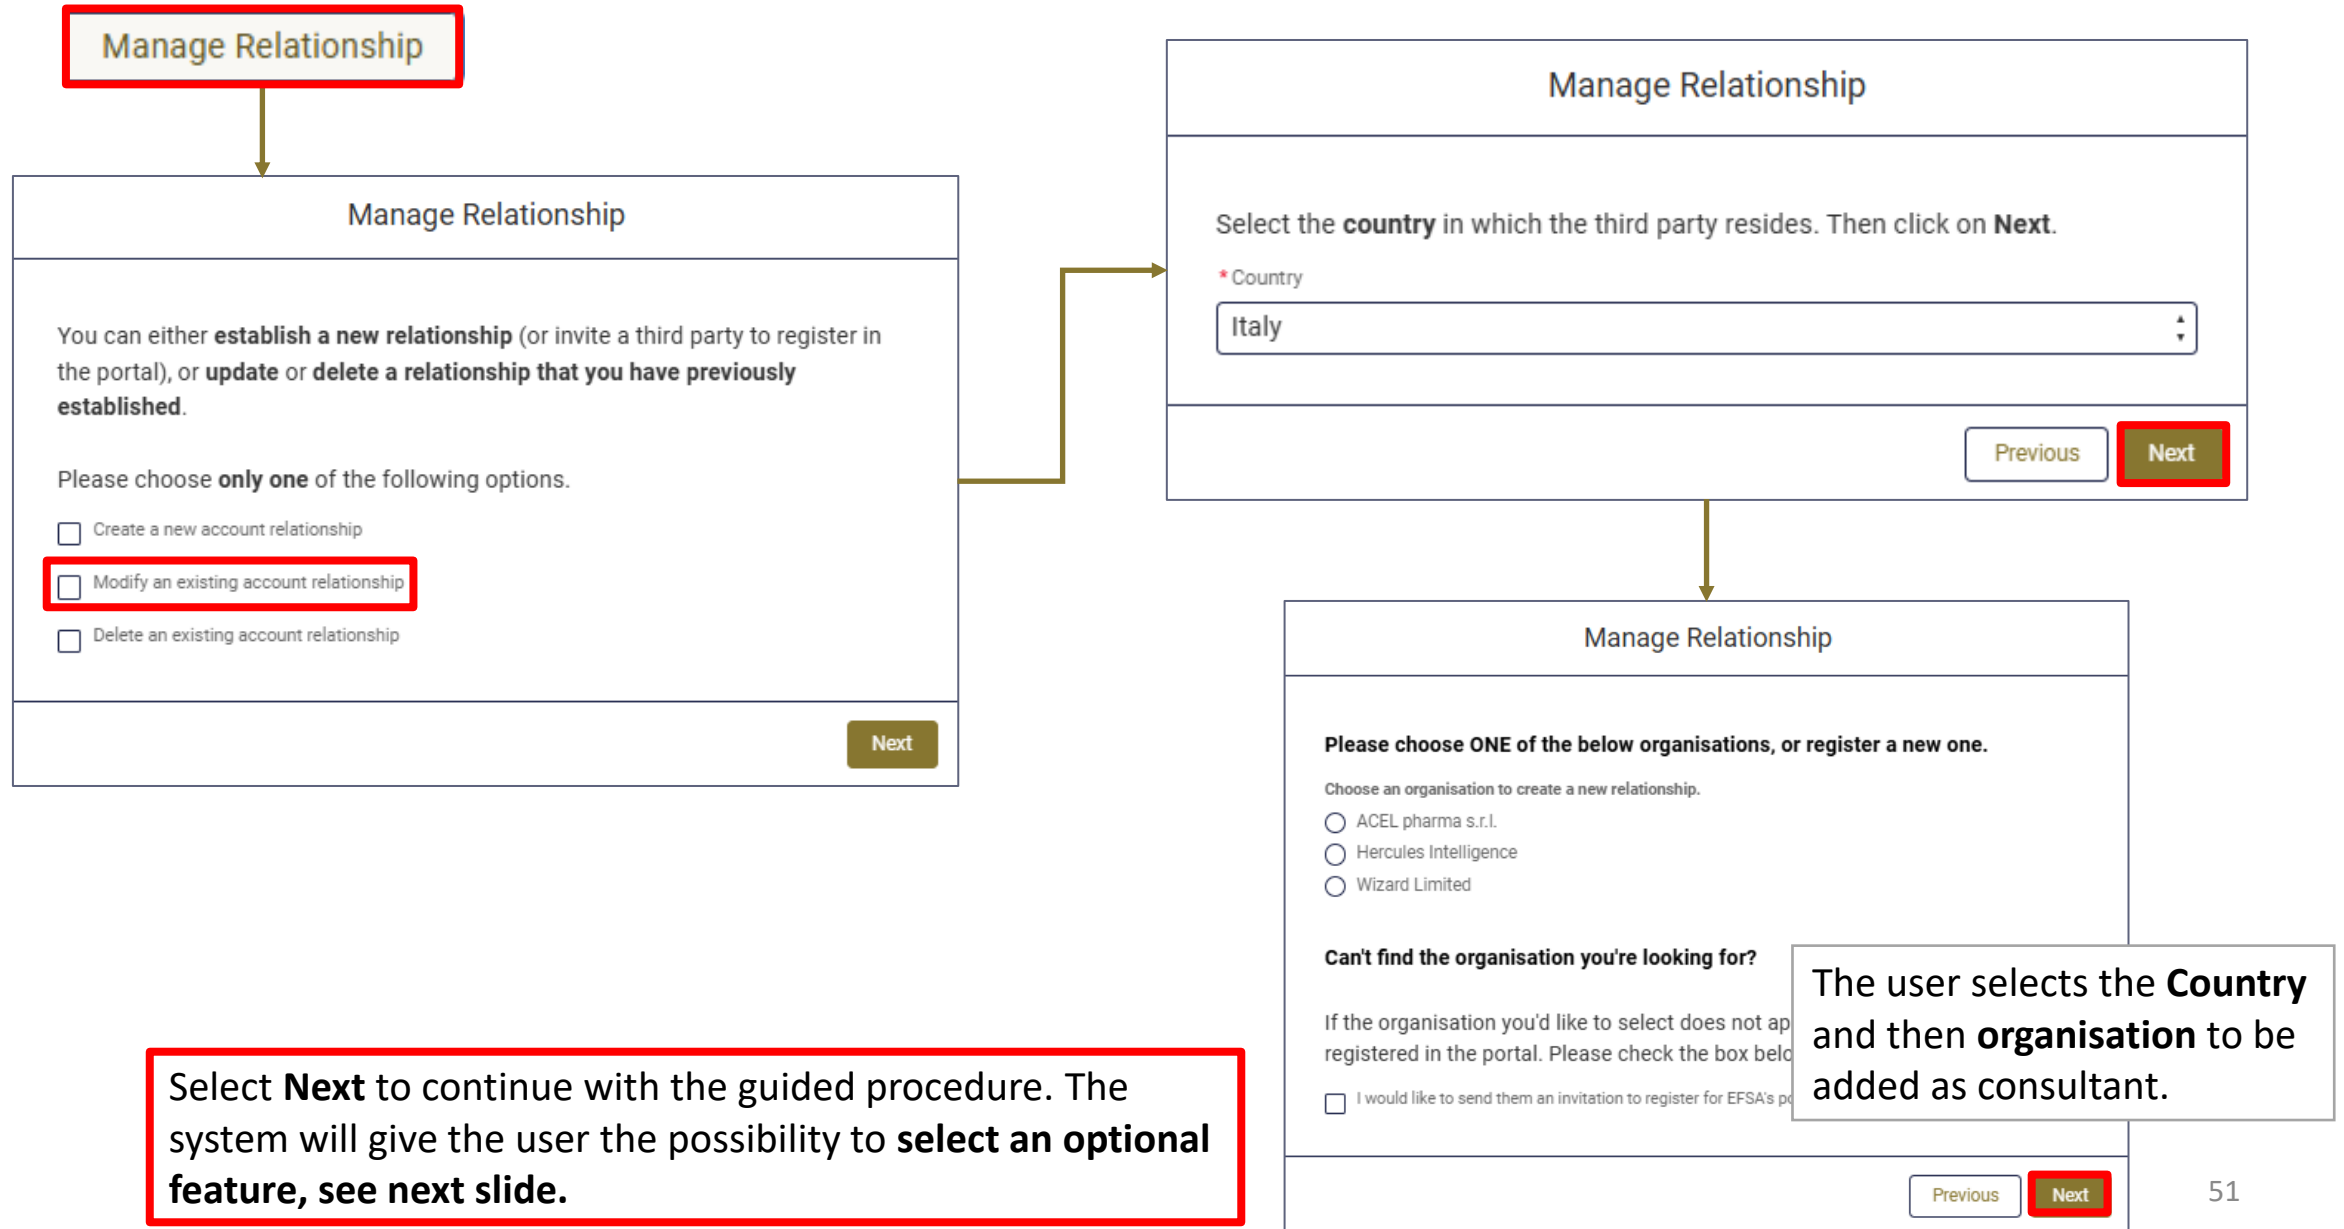 Manage Relationship
Manage Relationship
You can either establish a new relationship (or invite a third party to register in
the portal), or update or delete a relationship that you have previously
established.
Please choose only one of the following options.
Create a new account relationship
Modify an existing account relationship
Delete an existing account relationship
Next
Manage Relationship
Select the country in which the third party resides. Then click on Next.
*Country
Italy
Previous
Next
Manage Relationship
Please choose ONE of the below organisations, or register a new one.
Choose an organisation to create a new relationship.
ACEL pharma s.r.l.
Hercules Intelligence
Wizard Limited
Can't find the organisation you're looking for?
If the organisation you'd like to select does not ap
registered in the portal. Please check the box belo
I would like to send them an invitation to register for EFSA's po
Previous
Next
The user selects the Country
and then organisation to be
added as consultant.
Select Next to continue with the guided procedure. The
system will give the user the possibility to select an optional
feature, see next slide.
51